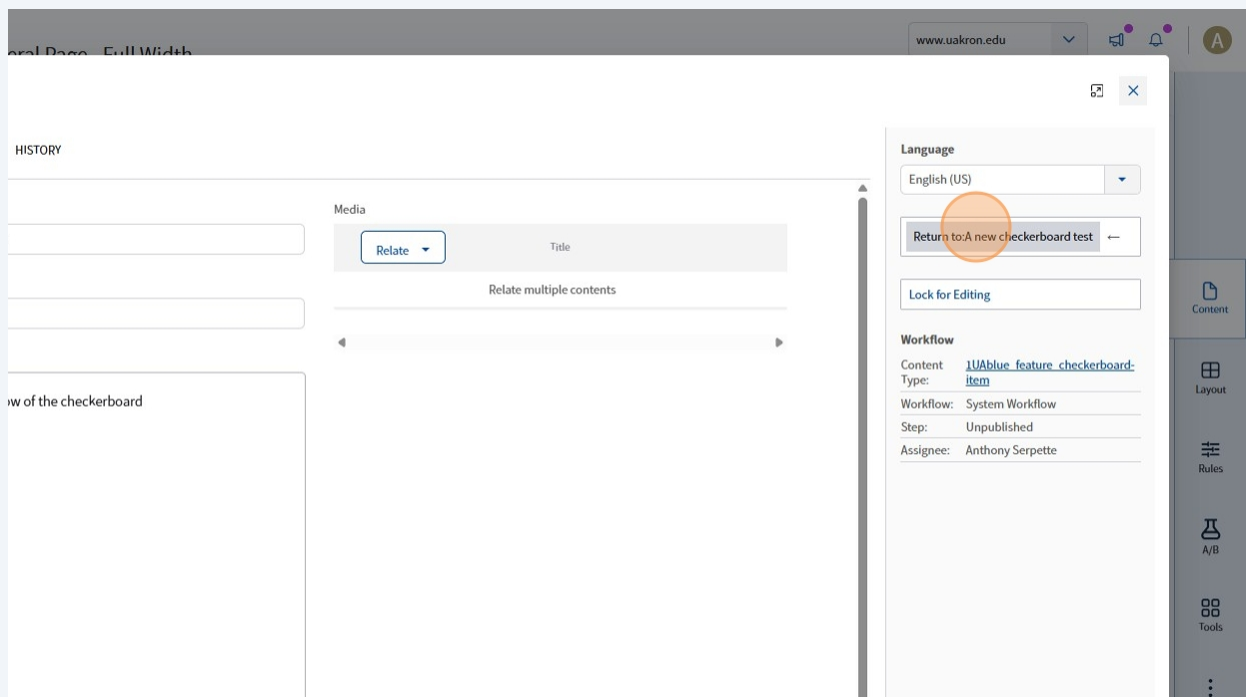 eral Page - Full Width
www.uakron.edu
A
HISTORY
Language
English (US)
Media
Relate
Title
Return to:A new checkerboard test ←
Relate multiple contents
Lock for Editing
Workflow
Content Type:
1UAblue_feature_checkerboard-
item
Workflow: System Workflow
Step: Unpublished
Assignee: Anthony Serpette
ow of the checkerboard
Content
Layout
Rules
A/B
Tools